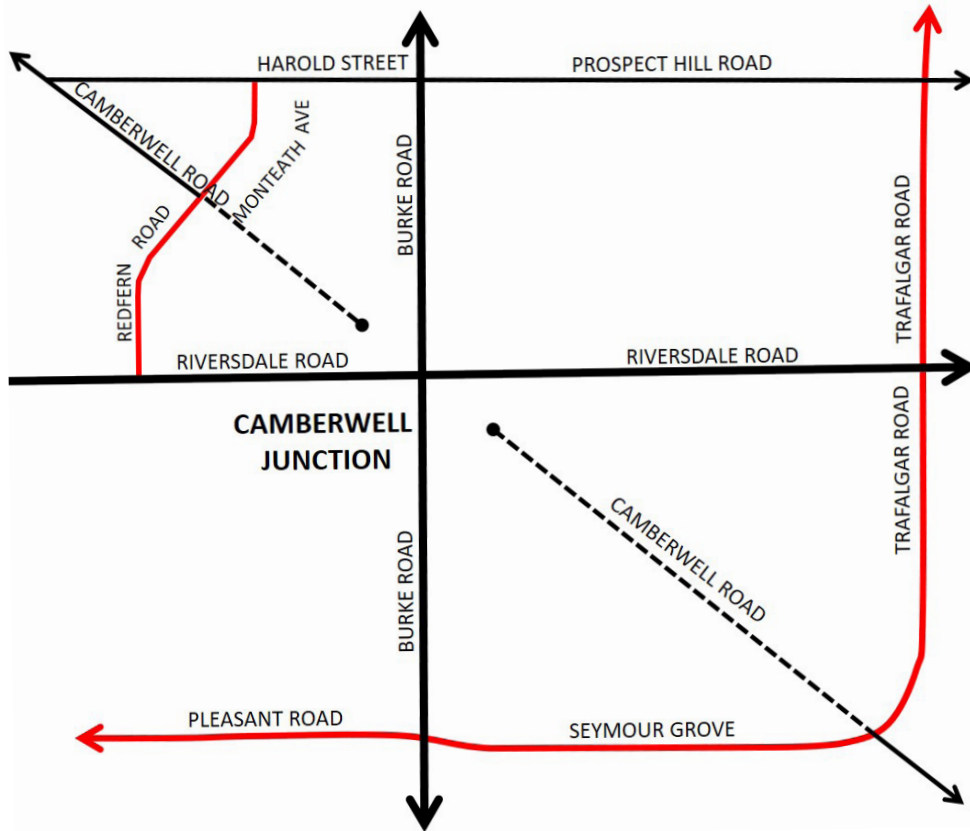 HAROLD STREET
PROSPECT HILL ROAD
CAMBERWELL ROAD
MONTEATH AVE
BURKE ROAD
TRAFALGAR ROAD
REDFERN
ROAD
RIVERSDALE ROAD
RIVERSDALE ROAD
CAMBERWELL
JUNCTION
TRAFALGAR ROAD
CAMBERWELL ROAD
BURKE ROAD
PLEASANT ROAD
SEYMOUR GROVE